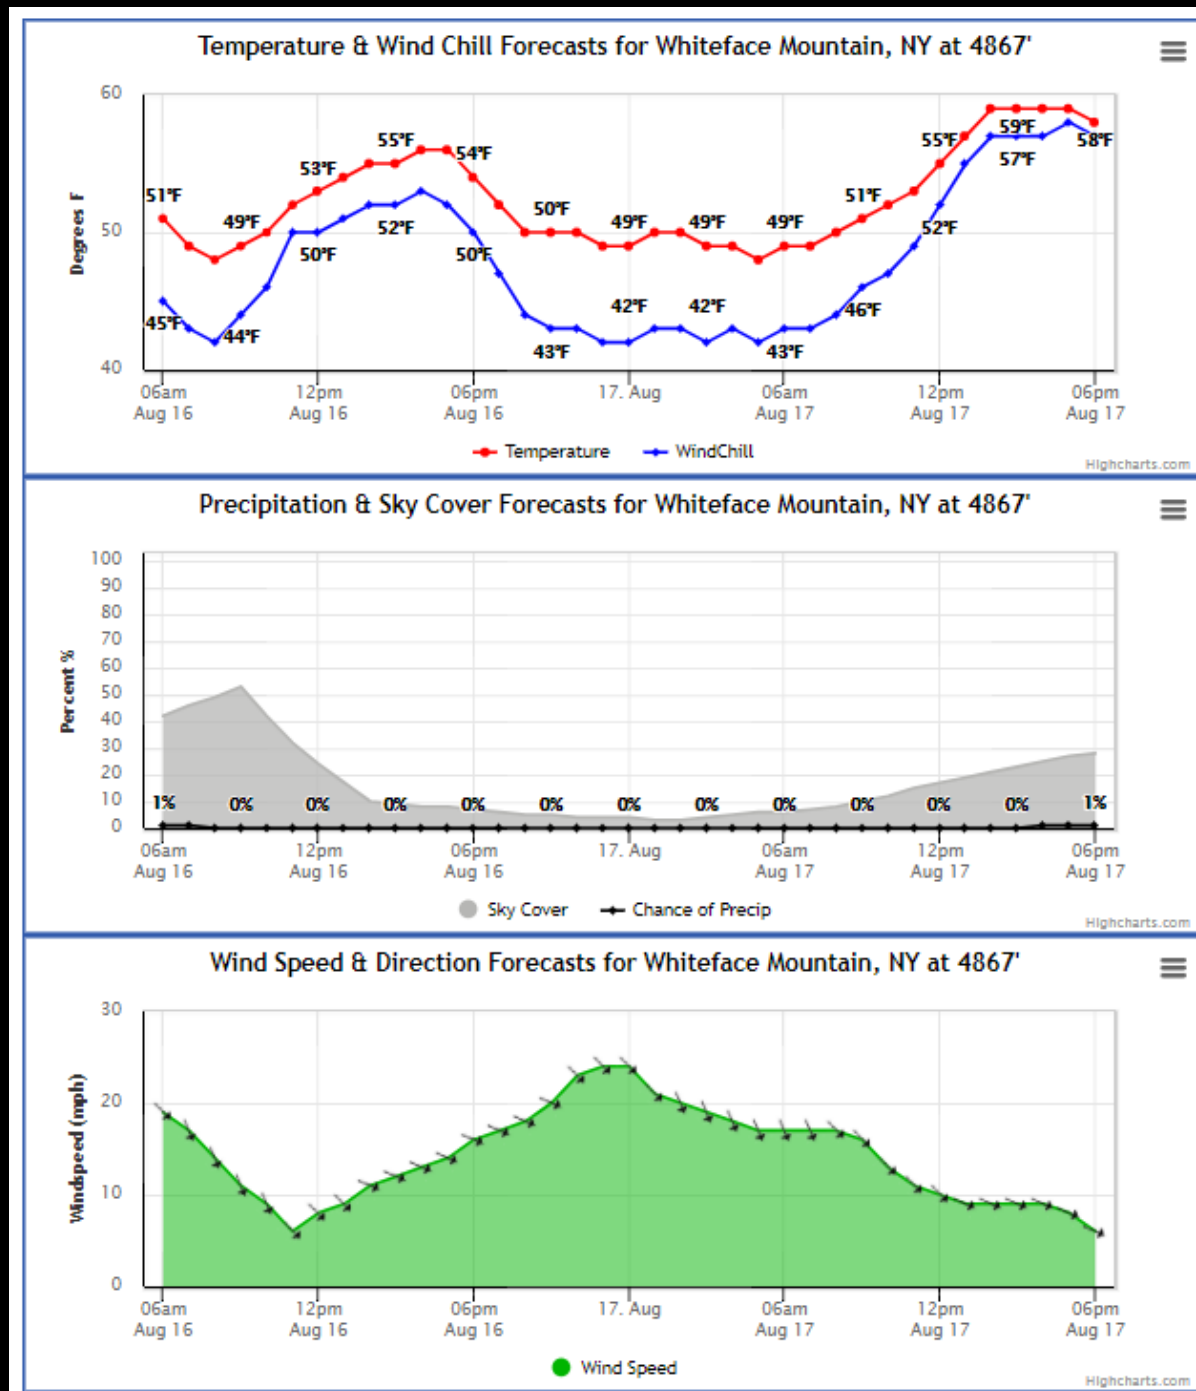 Temperature & Wind Chill Forecasts for Whiteface Mountain, NY at 4867'
60
50
40
Degrees F
51°F
49°F
53°F
55°F
54°F
50°F
49°F
49°F
49°F
51°F
55°F
59°F
58°F
45°F
44°F
50°F
52°F
50°F
43°F
42°F
42°F
43°F
46°F
52°F
57°F
06am
Aug 16
12pm
Aug 16
06pm
Aug 16
17. Aug
06am
Aug 17
12pm
Aug 17
06pm
Aug 17
Temperature WindChill
Highcharts.com
Precipitation & Sky Cover Forecasts for Whiteface Mountain, NY at 4867'
100
90
80
70
60
50
40
30
20
10
0
Percent %
1% 0% 0% 0% 0% 0% 0% 0% 0% 0% 0% 0% 1%
06am
Aug 16
12pm
Aug 16
06pm
Aug 16
17. Aug
06am
Aug 17
12pm
Aug 17
06pm
Aug 17
Sky Cover Chance of Precip
Highcharts.com
Wind Speed & Direction Forecasts for Whiteface Mountain, NY at 4867'
30
20
10
0
Windspeed (mph)
06am
Aug 16
12pm
Aug 16
06pm
Aug 16
17. Aug
06am
Aug 17
12pm
Aug 17
06pm
Aug 17
Wind Speed
Highcharts.com